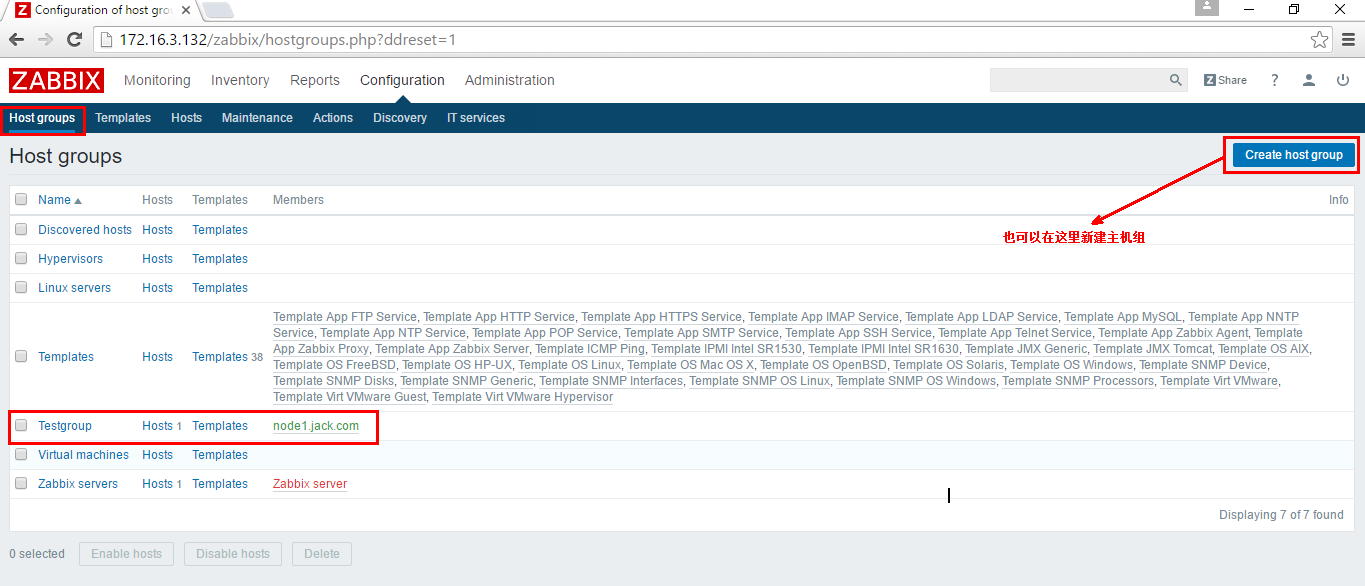 Z Configuration of host gro
172.16.3.132/zabbix/hostgroups.php?ddreset=1
ZABBIX Monitoring Inventory Reports Configuration Administration Z Share ?
Host groups Templates Hosts Maintenance Actions Discovery IT services
Host groups Create host group
Name Hosts Templates Members Info
也可以在这里新建主机组
Discovered hosts Hosts Templates
Hypervisors Hosts Templates
Linux servers Hosts Templates
Template App FTP Service, Template App HTTP Service, Template App HTTPS Service, Template App IMAP Service, Template App LDAP Service, Template App MySQL, Template App NNTP
Service, Template App NTP Service, Template App POP Service, Template App SMTP Service, Template App SSH Service, Template App Telnet Service, Template App Zabbix Agent, Template
Templates Hosts Templates 38 App Zabbix Proxy, Template App Zabbix Server, Template ICMP Ping, Template IPMI Intel SR1530, Template IPMI Intel SR1630, Template JMX Generic, Template JMX Tomcat, Template OS AIX,
Template OS FreeBSD, Template OS HP-UX, Template OS Linux, Template OS Mac OS X, Template OS OpenBSD, Template OS Solaris, Template OS Windows, Template SNMP Device,
Template SNMP Disks, Template SNMP Generic, Template SNMP Interfaces, Template SNMP OS Linux, Template SNMP OS Windows, Template SNMP Processors, Template Virt VMware,
Template Virt VMware Guest, Template Virt VMware Hypervisor
Testgroup Hosts 1 Templates node1.jack.com
Virtual machines Hosts Templates
Zabbix servers Hosts 1 Templates Zabbix server
Displaying 7 of 7 found
0 selected Enable hosts Disable hosts Delete